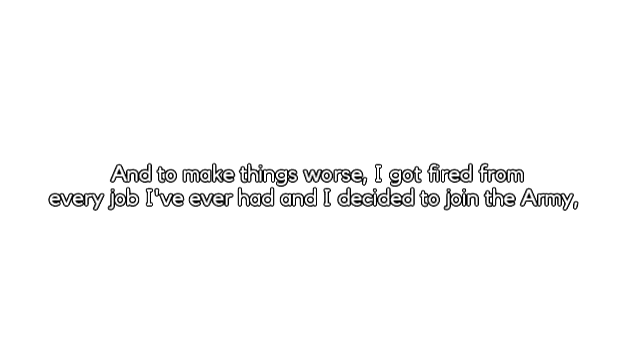 And to make things worse, I got fired from
every job I've ever had and I decided to join the Army,